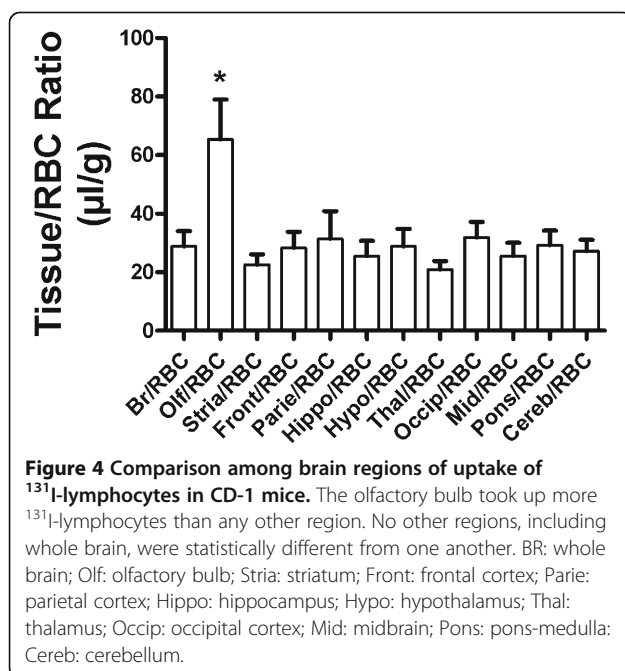 100
80
60
40
20
0
Tissue/RBC Ratio
(µl/g)
*
Br/RBC
Olf/RBC
Stria/RBC
Front/RBC
Parie/RBC
Hippo/RBC
Hypo/RBC
Thal/RBC
Occip/RBC
Mid/RBC
Pons/RBC
Cereb/RBC
Figure 4 Comparison among brain regions of uptake of
¹³¹I-lymphocytes in CD-1 mice. The olfactory bulb took up more
¹³¹I-lymphocytes than any other region. No other regions, including
whole brain, were statistically different from one another. BR: whole
brain; Olf: olfactory bulb; Stria: striatum; Front: frontal cortex; Parie:
parietal cortex; Hippo: hippocampus; Hypo: hypothalamus; Thal:
thalamus; Occip: occipital cortex; Mid: midbrain; Pons: pons-medulla:
Cereb: cerebellum.